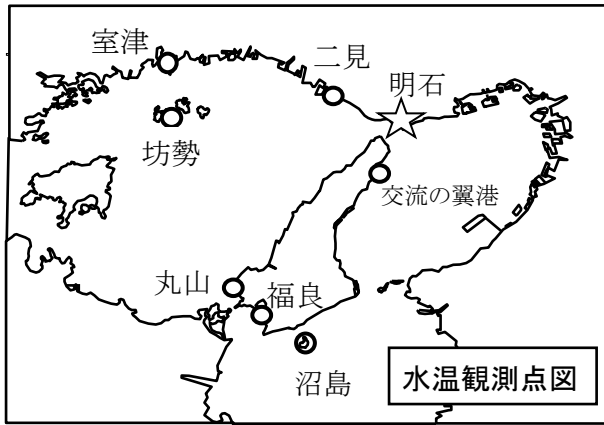 室津
二見
明石
坊勢
交流の翼港
丸山
福良
沼島
水温観測点図